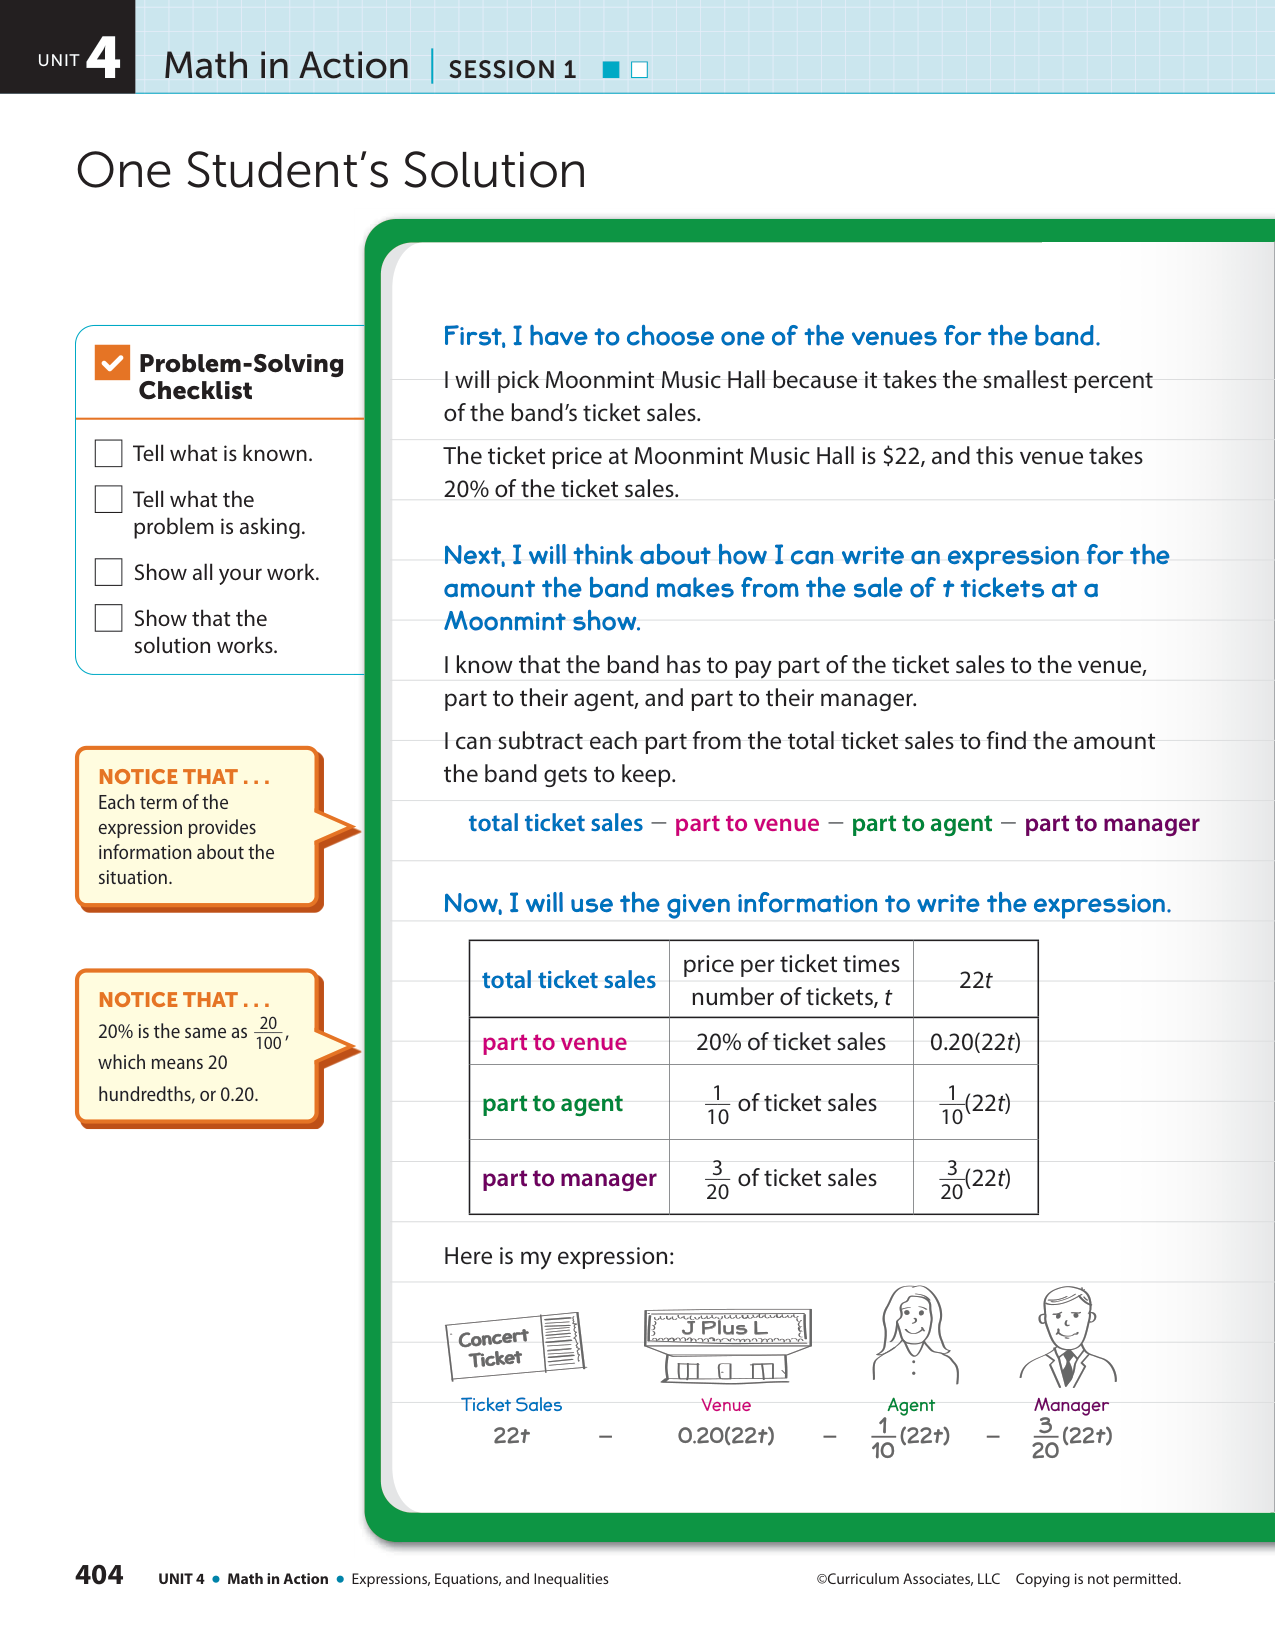 UNIT 4 Math in Action | SESSION 1
One Student's Solution
Problem-Solving
Checklist
Tell what is known.
Tell what the
problem is asking.
Show all your work.
Show that the
solution works.
NOTICE THAT . . .
Each term of the
expression provides
information about the
situation.
NOTICE THAT . . .
20% is the same as 20/100,
which means 20
hundredths, or 0.20.
First, I have to choose one of the venues for the band.
I will pick Moonmint Music Hall because it takes the smallest percent
of the band's ticket sales.
The ticket price at Moonmint Music Hall is $22, and this venue takes
20% of the ticket sales.
Next, I will think about how I can write an expression for the
amount the band makes from the sale of t tickets at a
Moonmint show.
I know that the band has to pay part of the ticket sales to the venue,
part to their agent, and part to their manager.
I can subtract each part from the total ticket sales to find the amount
the band gets to keep.
total ticket sales − part to venue − part to agent − part to manager
Now, I will use the given information to write the expression.
total ticket sales price per ticket times number of tickets, t 22t
part to venue 20% of ticket sales 0.20(22t)
part to agent 1/10 of ticket sales 1/10(22t)
part to manager 3/20 of ticket sales 3/20(22t)
Here is my expression:
Concert
Ticket
J Plus L
Ticket Sales Venue Agent Manager
22t − 0.20(22t) − 1/10(22t) − 3/20(22t)
404 UNIT 4 • Math in Action • Expressions, Equations, and Inequalities ©Curriculum Associates, LLC Copying is not permitted.